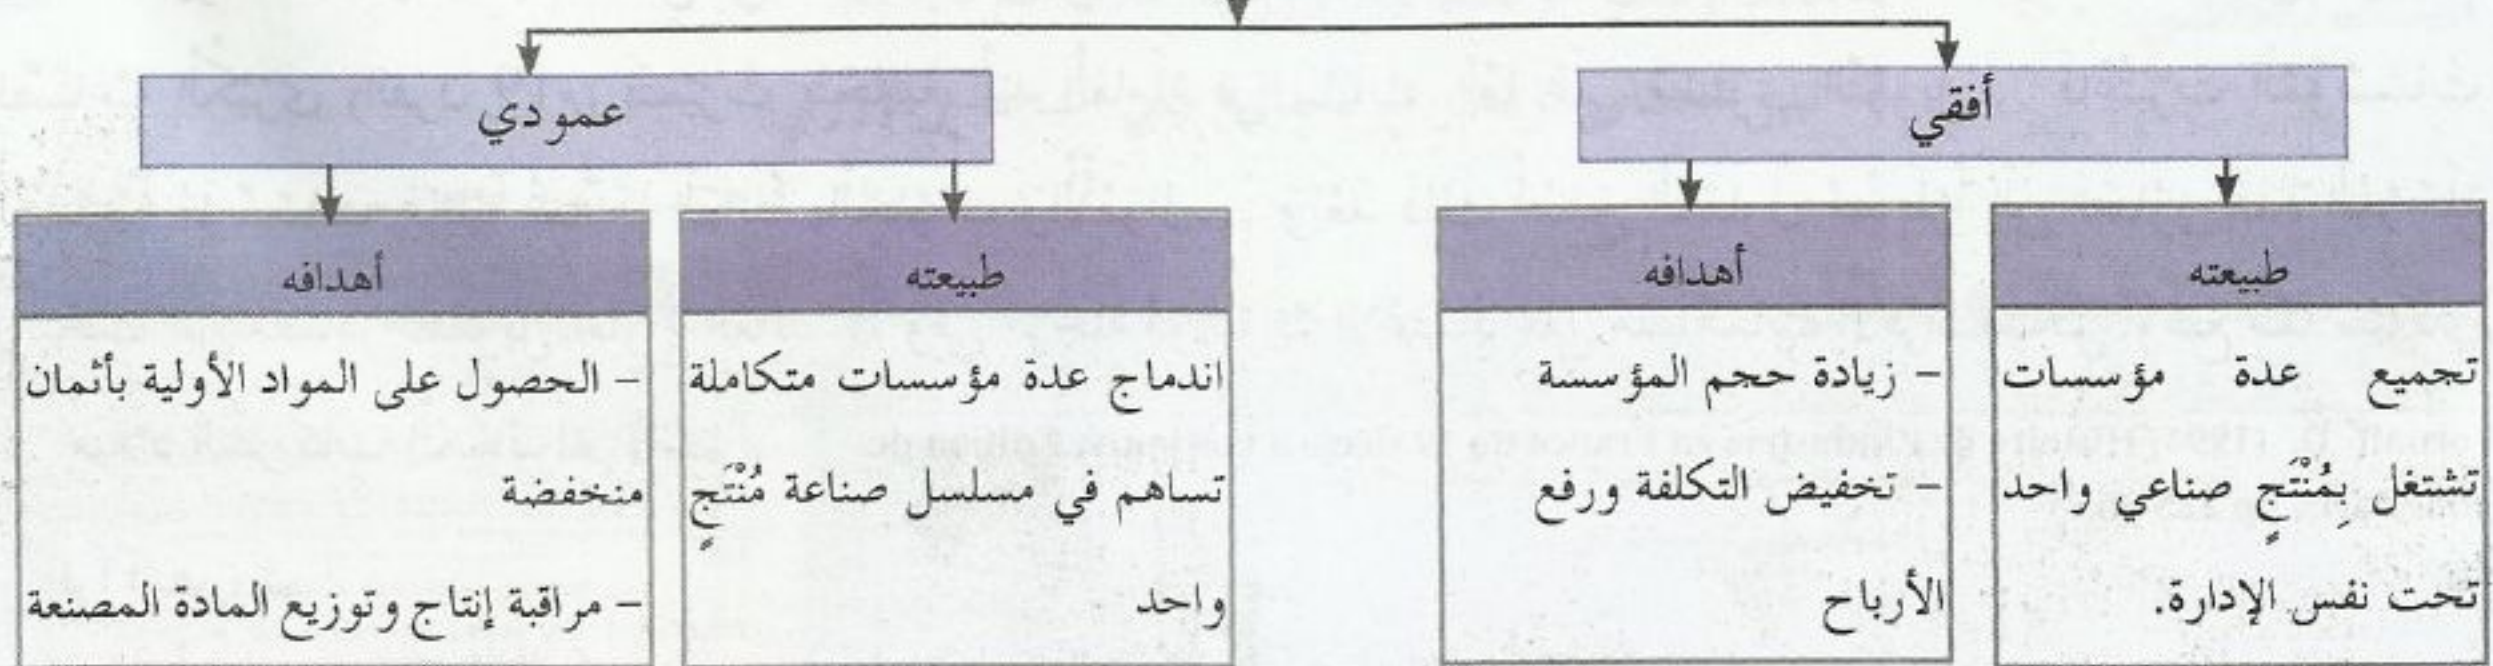 أفقي
عمودي
طبيعته
تجميع عدة مؤسسات
تشتغل بِمُنْتَجٍ صناعي واحد
تحت نفس الإدارة.
أهدافه
– زيادة حجم المؤسسة
– تخفيض التكلفة ورفع
الأرباح
طبيعته
اندماج عدة مؤسسات متكاملة
تساهم في مسلسل صناعة مُنْتَجٍ
واحد
أهدافه
– الحصول على المواد الأولية بأثمان
منخفضة
– مراقبة إنتاج وتوزيع المادة المصنعة